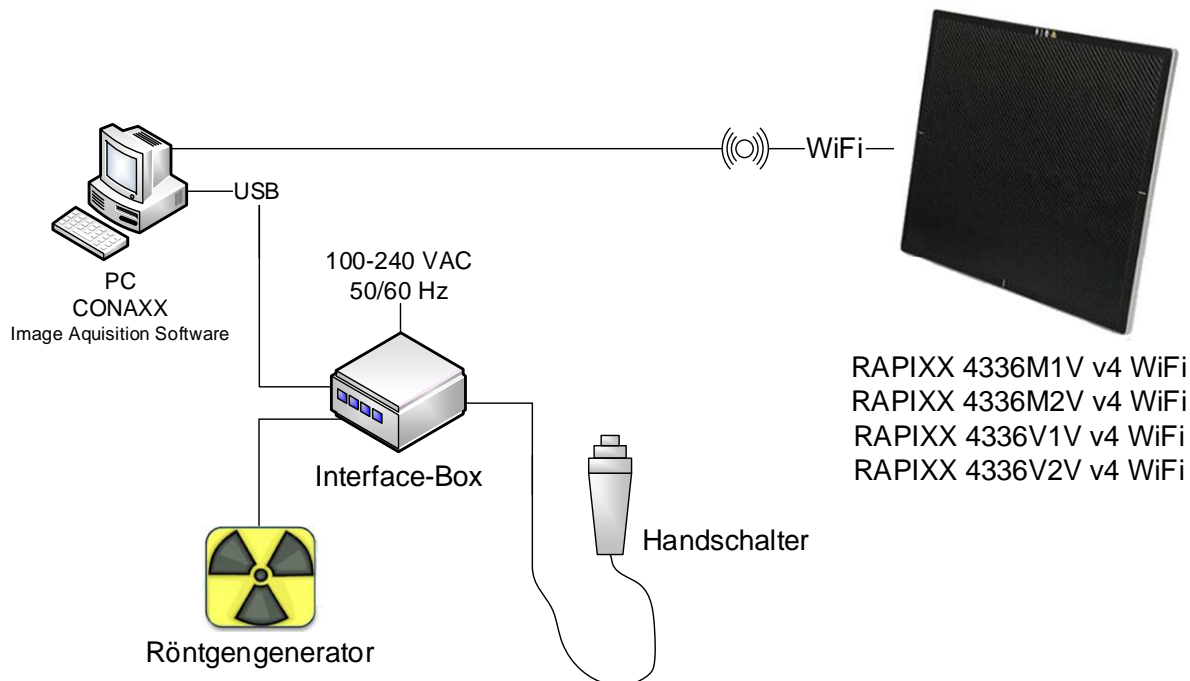 WiFi
USB
PC
CONAXX
Image Aquisition Software
100-240 VAC
50/60 Hz
Interface-Box
Röntgengenerator
Handschalter
RAPIXX 4336M1V v4 WiFi
RAPIXX 4336M2V v4 WiFi
RAPIXX 4336V1V v4 WiFi
RAPIXX 4336V2V v4 WiFi